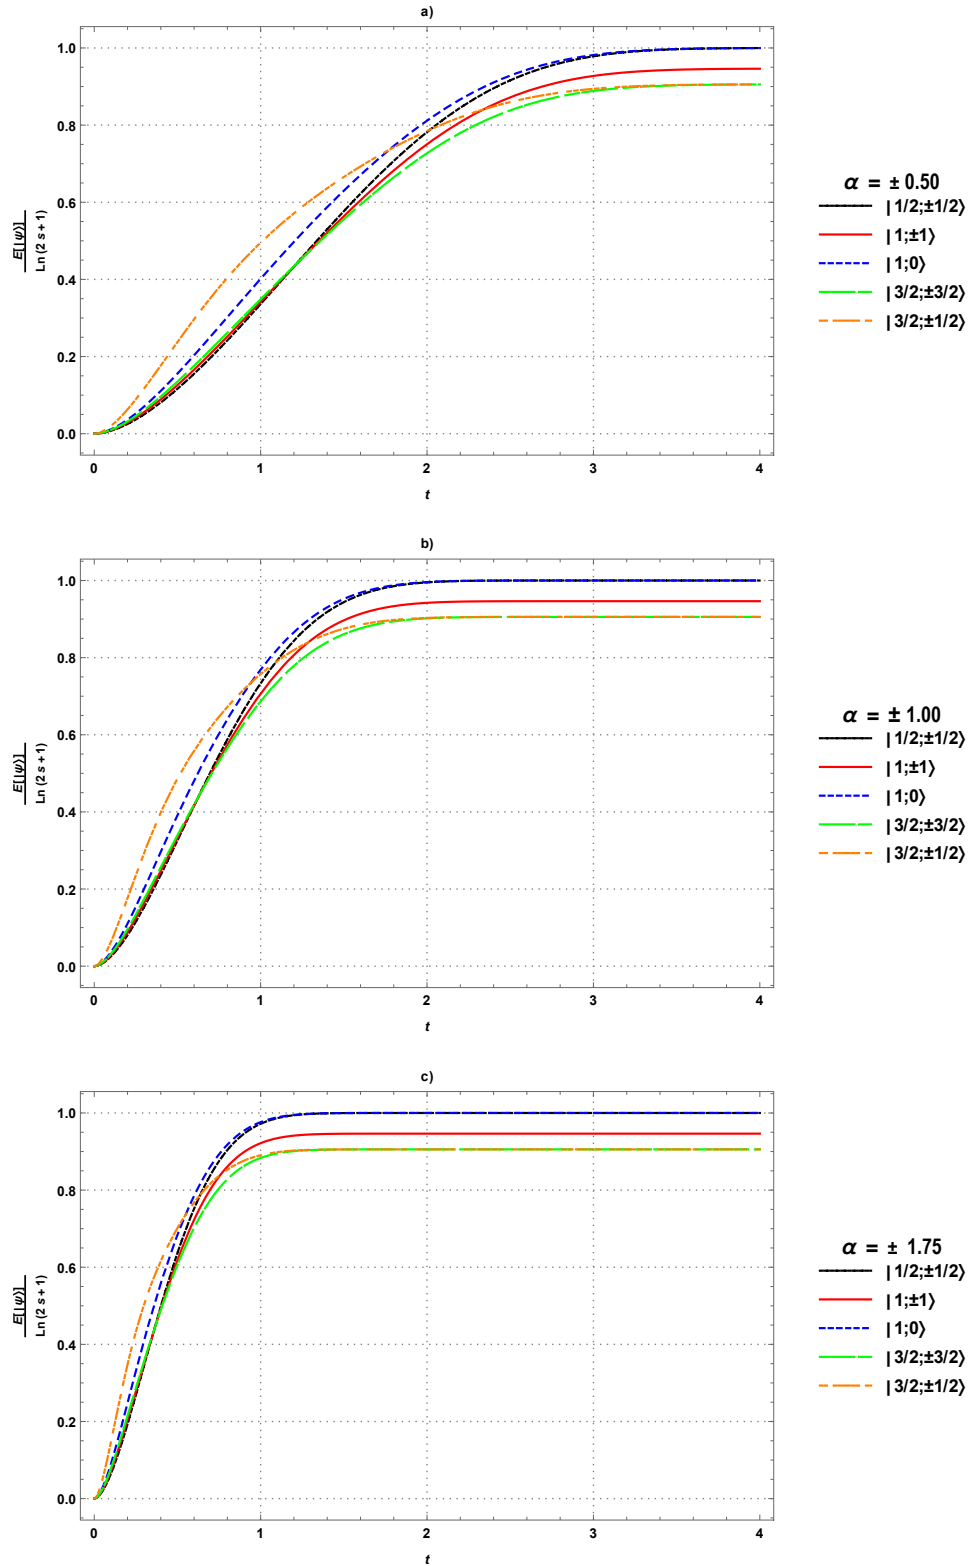 a)
1.0
0.8
0.6
0.4
0.2
0.0
E[|ψ⟩]
Ln (2 s + 1)
0 1 2 3 4
t
α = ± 0.50
|1/2;±1/2⟩
|1;±1⟩
|1;0⟩
|3/2;±3/2⟩
|3/2;±1/2⟩
b)
1.0
0.8
0.6
0.4
0.2
0.0
E[|ψ⟩]
Ln (2 s + 1)
0 1 2 3 4
t
α = ± 1.00
|1/2;±1/2⟩
|1;±1⟩
|1;0⟩
|3/2;±3/2⟩
|3/2;±1/2⟩
c)
1.0
0.8
0.6
0.4
0.2
0.0
E[|ψ⟩]
Ln (2 s + 1)
0 1 2 3 4
t
α = ± 1.75
|1/2;±1/2⟩
|1;±1⟩
|1;0⟩
|3/2;±3/2⟩
|3/2;±1/2⟩